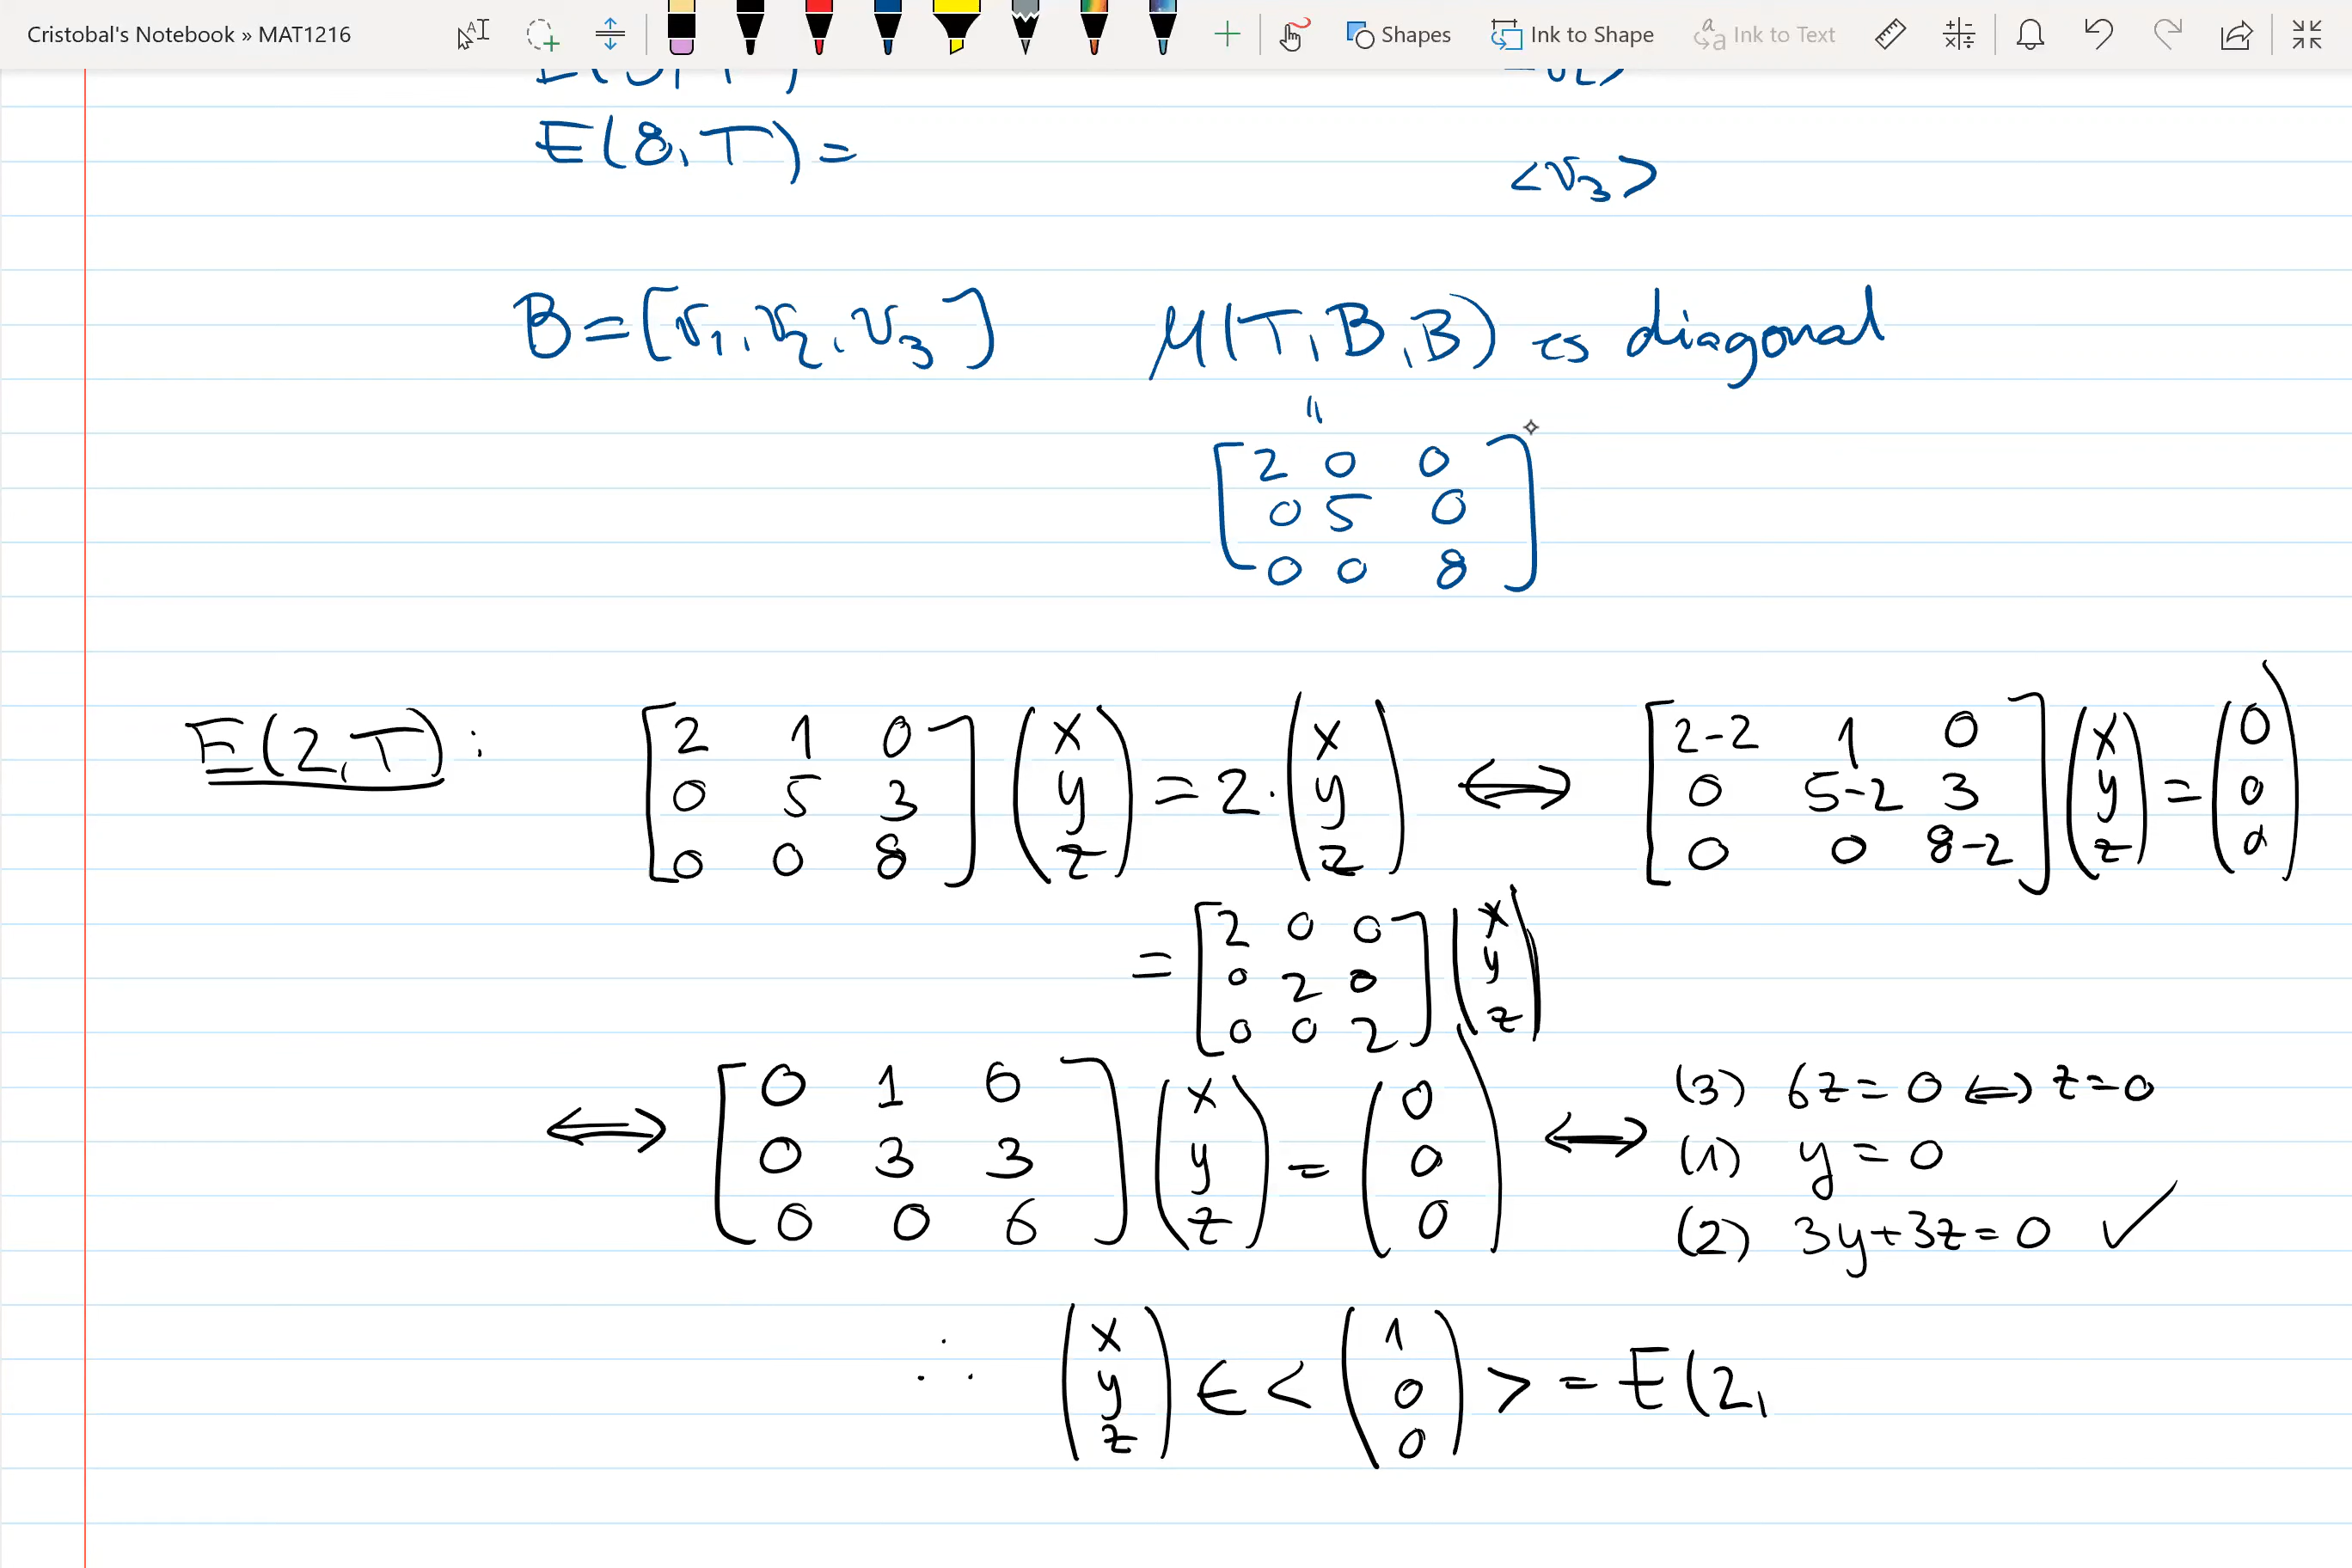 Cristobal's Notebook » MAT1216 Shapes Ink to Shape Ink to Text
E(8, T) = <v₃>
B = [v₁, v₂, v₃] M(T, B, B) is diagonal
"
[2 0 0
0 5 0
0 0 8]
E(2, T) : [2 1 0; 0 5 3; 0 0 8] (x y z) = 2 · (x y z) ⟺ [2-2 1 0; 0 5-2 3; 0 0 8-2] (x y z) = (0 0 0)
= [2 0 0; 0 2 0; 0 0 2] (x y z)
⟺ [0 1 0; 0 3 3; 0 0 6] (x y z) = (0 0 0) ⟺
(3) 6z = 0 ⟺ z = 0
(1) y = 0
(2) 3y + 3z = 0 ✓
∴ (x y z) ∈ < (1 0 0) > = E(2,